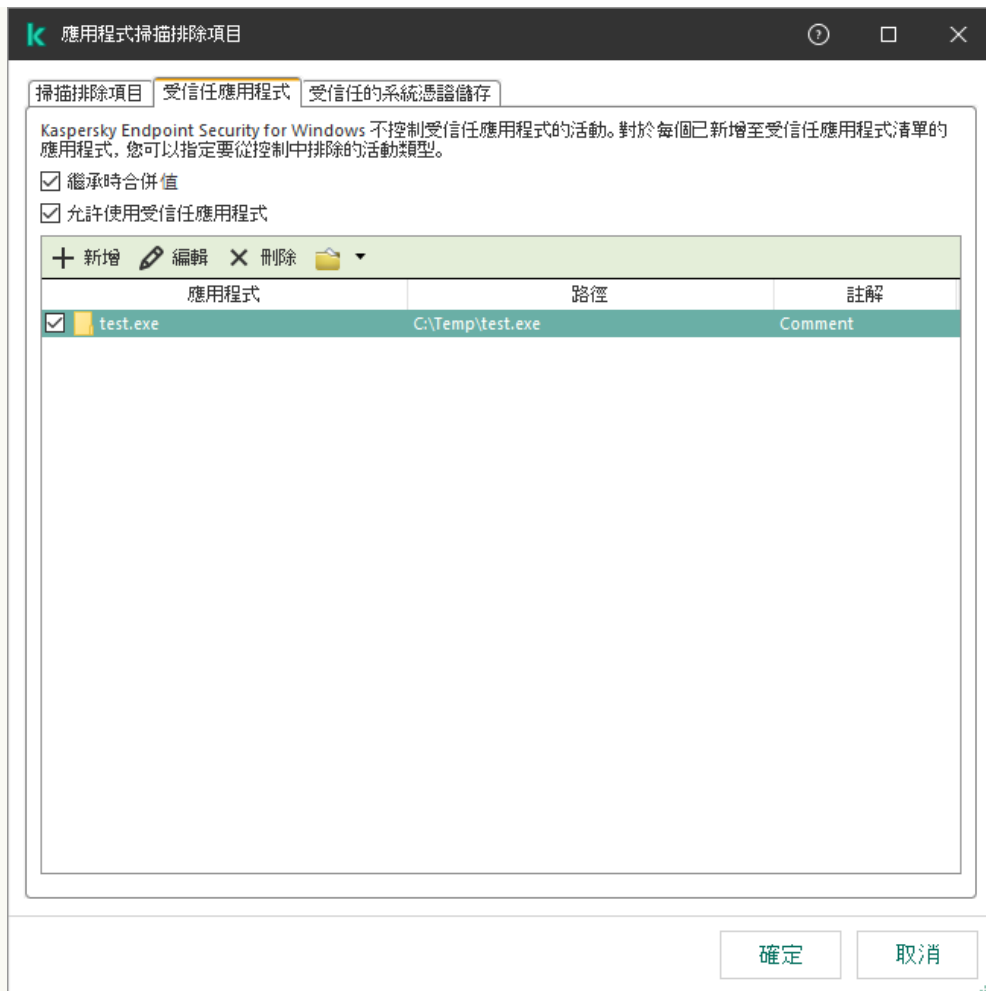 應用程式掃描排除項目
掃描排除項目 受信任應用程式 受信任的系統憑證儲存
Kaspersky Endpoint Security for Windows 不控制受信任應用程式的活動。對於每個已新增至受信任應用程式清單的
應用程式, 您可以指定要從控制中排除的活動類型。
繼承時合併值
允許使用受信任應用程式
新增 編輯 刪除
應用程式 路徑 註解
test.exe C:\Temp\test.exe Comment
確定 取消